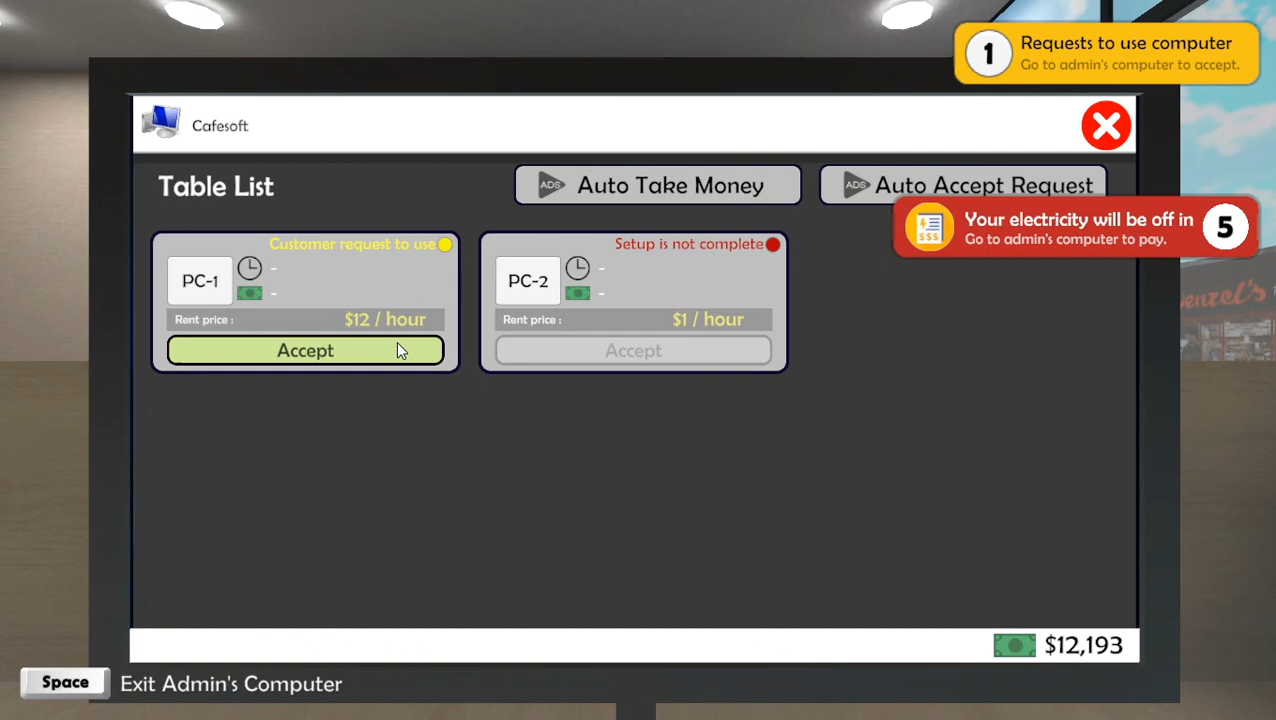 1
Requests to use computer
Go to admin's computer to accept.
Cafesoft
Table List
ADS Auto Take Money
ADS Auto Accept Request
$$$
Your electricity will be off in 5
Go to admin's computer to pay.
Customer request to use
PC-1
-
-
Rent price : $12 / hour
Accept
Setup is not complete
PC-2
-
-
Rent price : $1 / hour
Accept
$12,193
Space Exit Admin's Computer